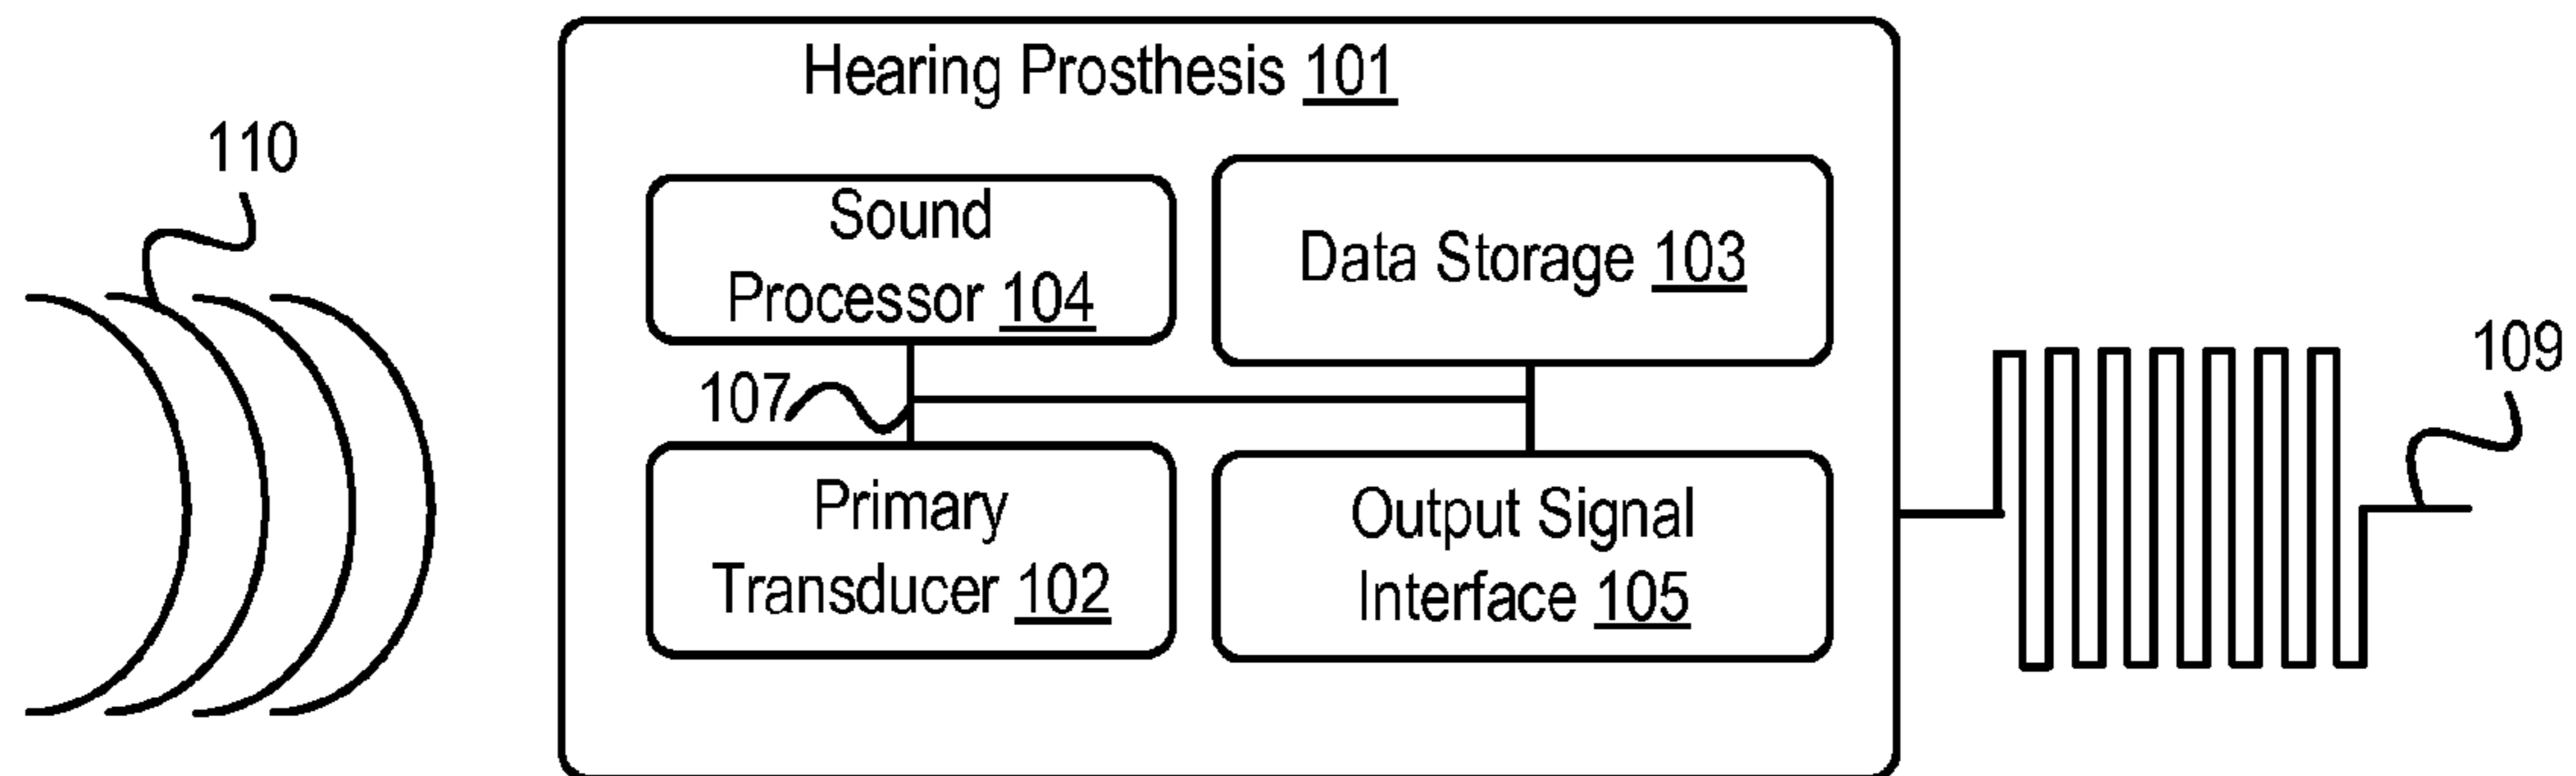 Hearing Prosthesis 101
110
Sound
Processor 104
Data Storage 103
107
109
Primary
Transducer 102
Output Signal
Interface 105